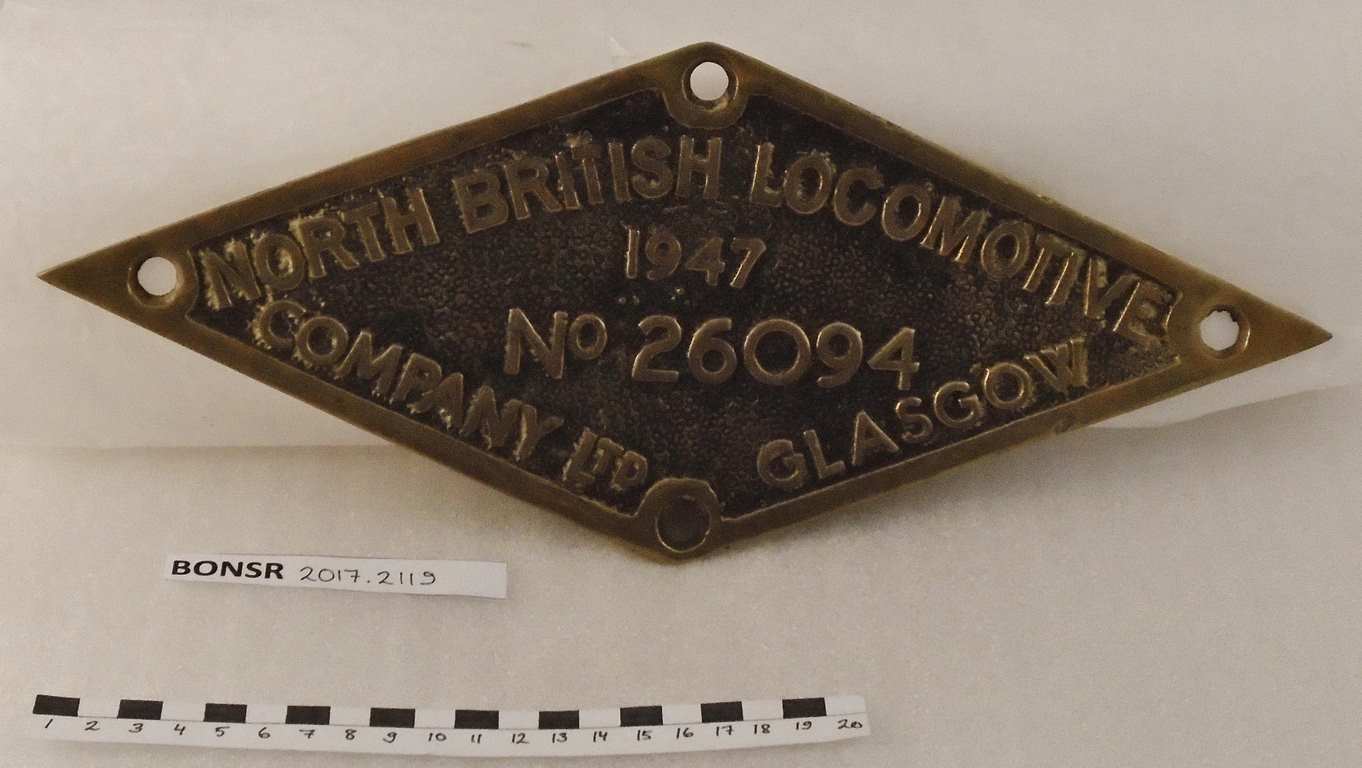 NORTH BRITISH LOCOMOTIVE
1947
No 26094
COMPANY LTD GLASGOW
BONSR 2017.2119
1 2 3 4 5 6 7 8 9 10 11 12 13 14 15 16 17 18 19 20